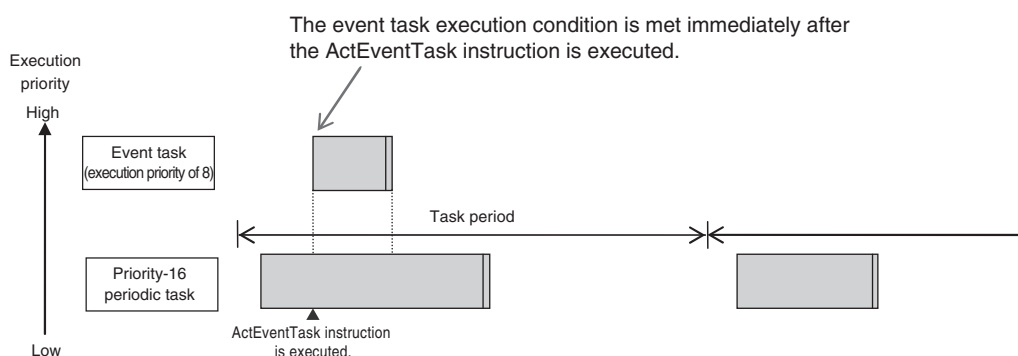 The event task execution condition is met immediately after
the ActEventTask instruction is executed.
Execution
priority
High
Event task
(execution priority of 8)
Task period
Priority-16
periodic task
ActEventTask instruction
is executed.
Low